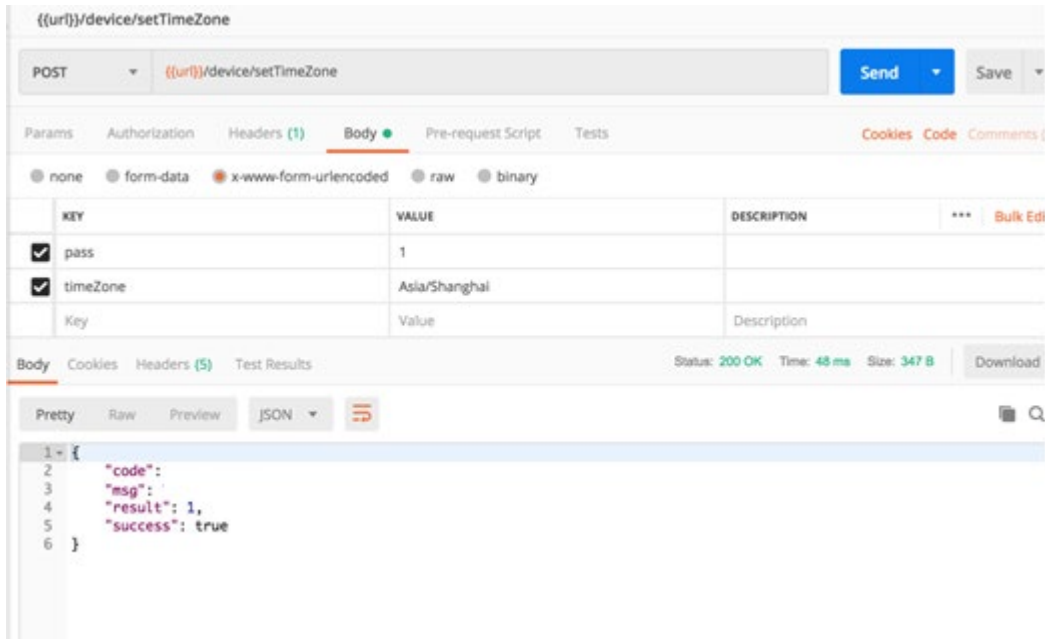 {{url}}/device/setTimeZone
POST {{url}}/device/setTimeZone Send Save
Params Authorization Headers (1) Body Pre-request Script Tests Cookies Code Comments (
none form-data x-www-form-urlencoded raw binary
KEY VALUE DESCRIPTION ••• Bulk Edi
pass 1
timeZone Asia/Shanghai
Key Value Description
Body Cookies Headers (5) Test Results Status: 200 OK Time: 48 ms Size: 347 B Download
Pretty Raw Preview JSON
1 {
2 "code":
3 "msg":
4 "result": 1,
5 "success": true
6 }